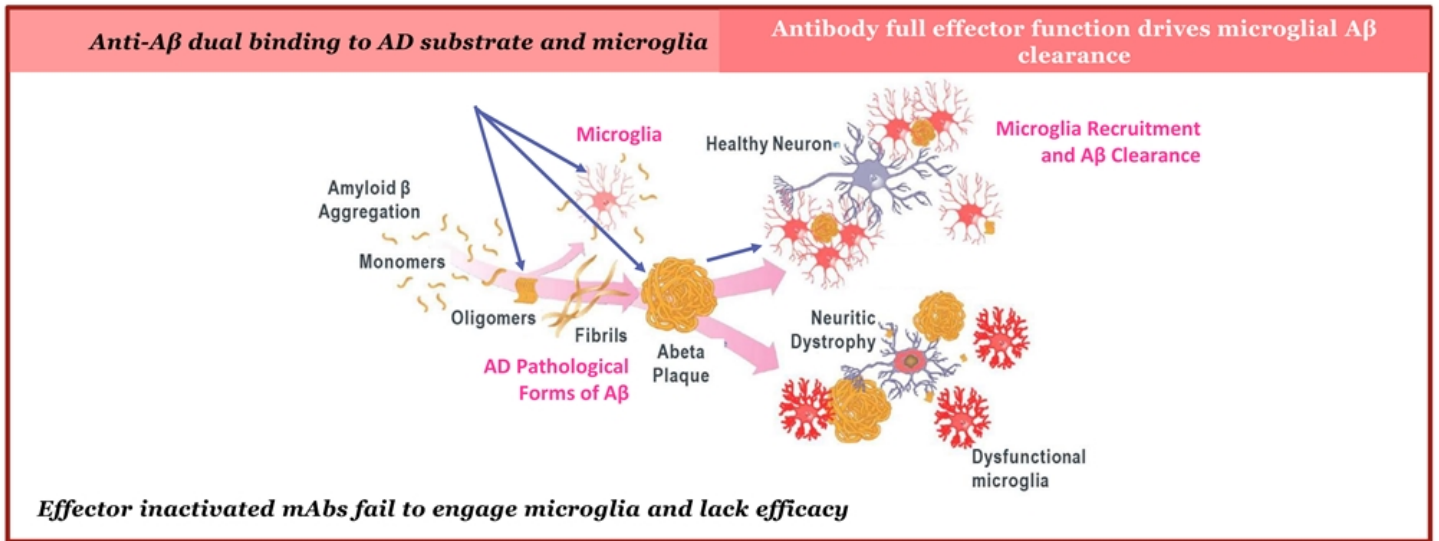 Anti-Aβ dual binding to AD substrate and microglia
Antibody full effector function drives microglial Aβ
clearance
Microglia
Healthy Neuron
Microglia Recruitment
and Aβ Clearance
Amyloid β
Aggregation
Monomers
Oligomers
Fibrils
AD Pathological
Forms of Aβ
Abeta
Plaque
Neuritic
Dystrophy
Dysfunctional
microglia
Effector inactivated mAbs fail to engage microglia and lack efficacy